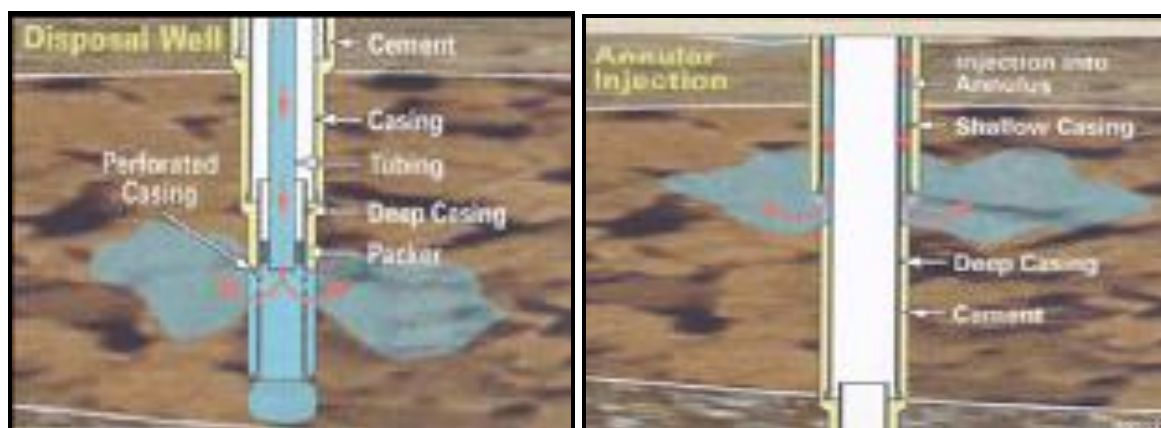 Disposal Well
Cement
Casing
Perforated
Casing
Tubing
Deep Casing
Packer
Annular
Injection
Injection into
Annulus
Shallow Casing
Deep Casing
Cement